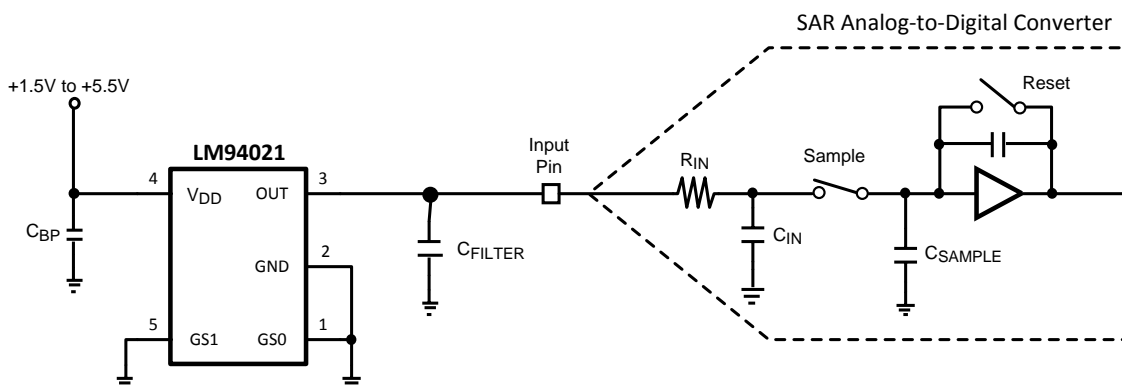 SAR Analog-to-Digital Converter
+1.5V to +5.5V
LM94021
Input
Pin
Reset
RIN
Sample
4
VDD
OUT
3
CBP
CFILTER
CIN
CSAMPLE
GND
2
5
GS1
GS0
1